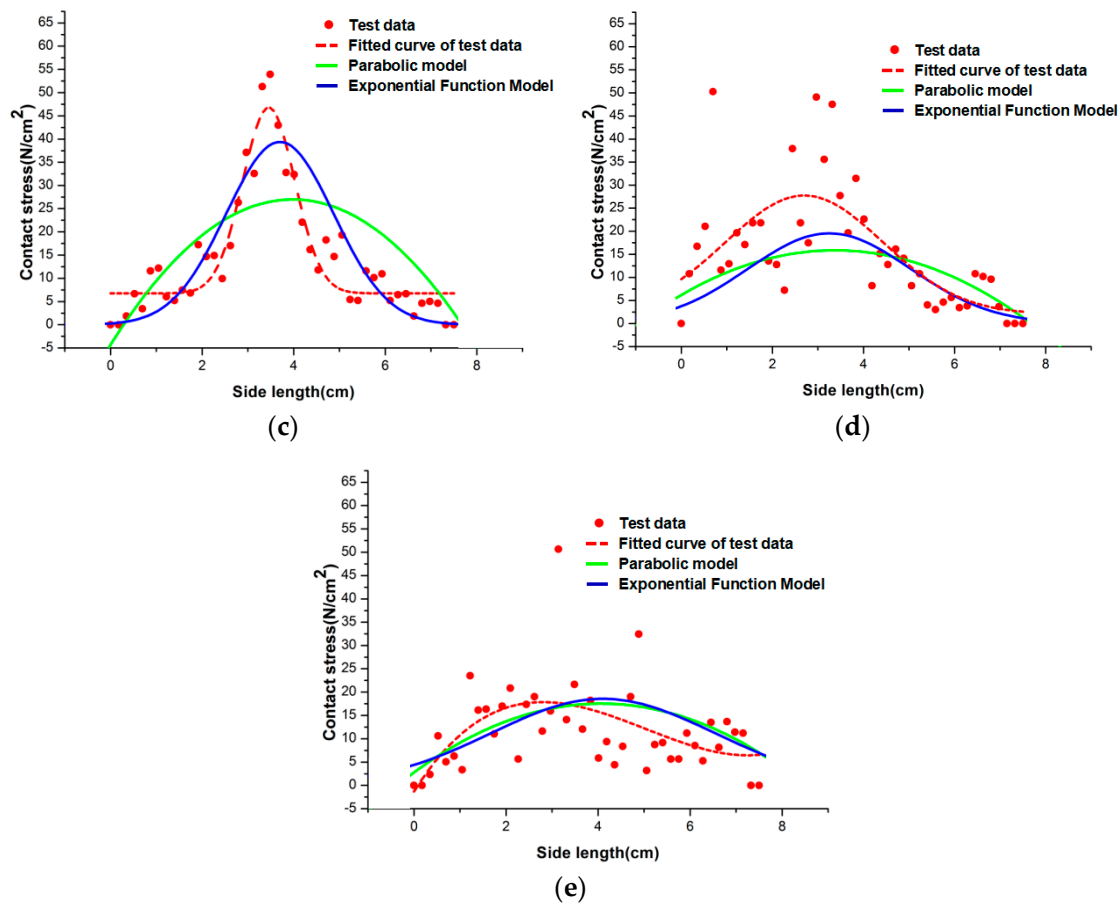 65
60
55
50
45
40
35
30
25
20
15
10
5
0
-5
Contact stress(N/cm2)
Test data
Fitted curve of test data
Parabolic model
Exponential Function Model
0 2 4 6 8
Side length(cm)
(c)
65
60
55
50
45
40
35
30
25
20
15
10
5
0
-5
Contact stress(N/cm2)
Test data
Fitted curve of test data
Parabolic model
Exponential Function Model
0 2 4 6 8
Side length(cm)
(d)
65
60
55
50
45
40
35
30
25
20
15
10
5
0
-5
Contact stress(N/cm2)
Test data
Fitted curve of test data
Parabolic model
Exponential Function Model
0 2 4 6 8
Side length(cm)
(e)